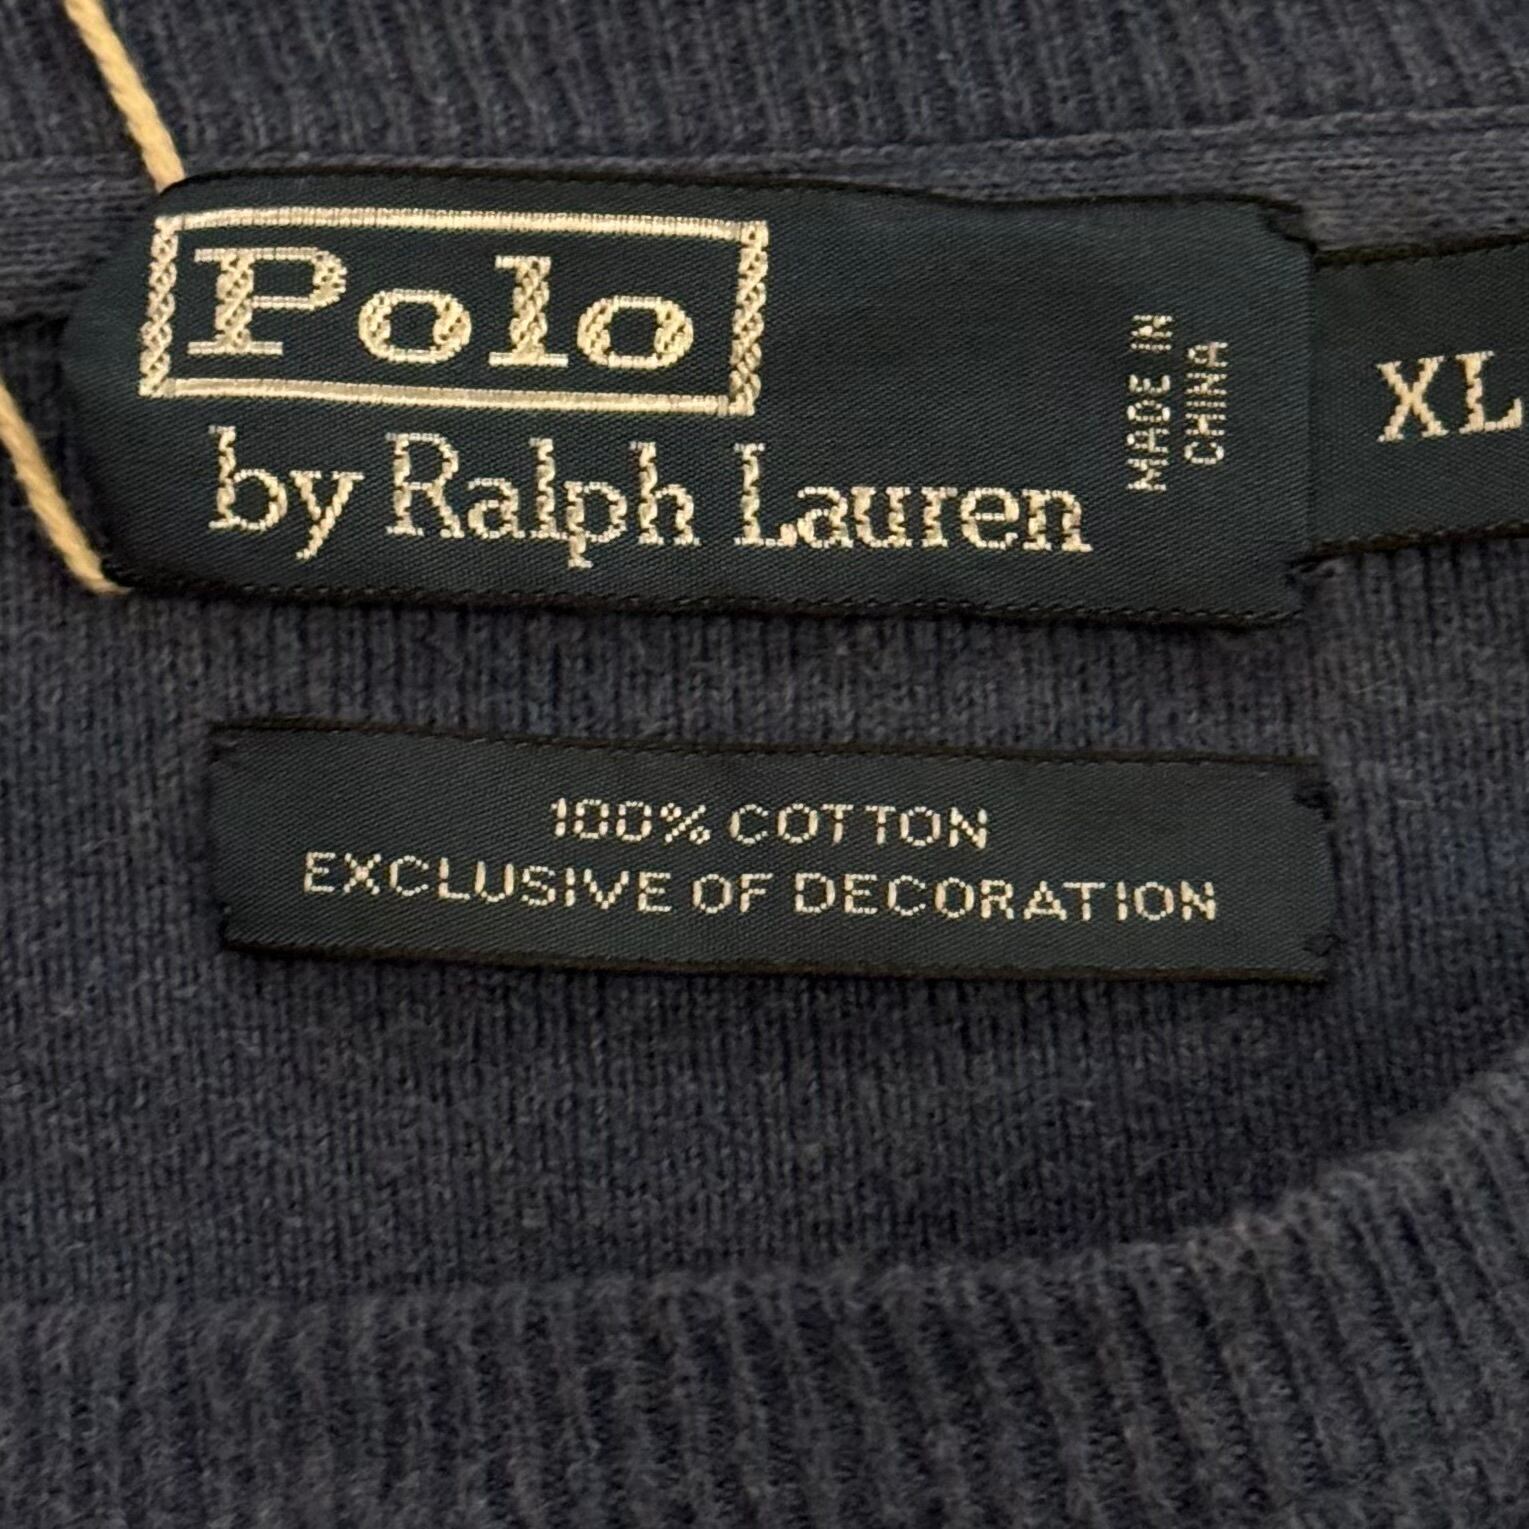 Polo
by Ralph Lauren
MADE IN
CHINA
XL
100% COTTON
EXCLUSIVE OF DECORATION